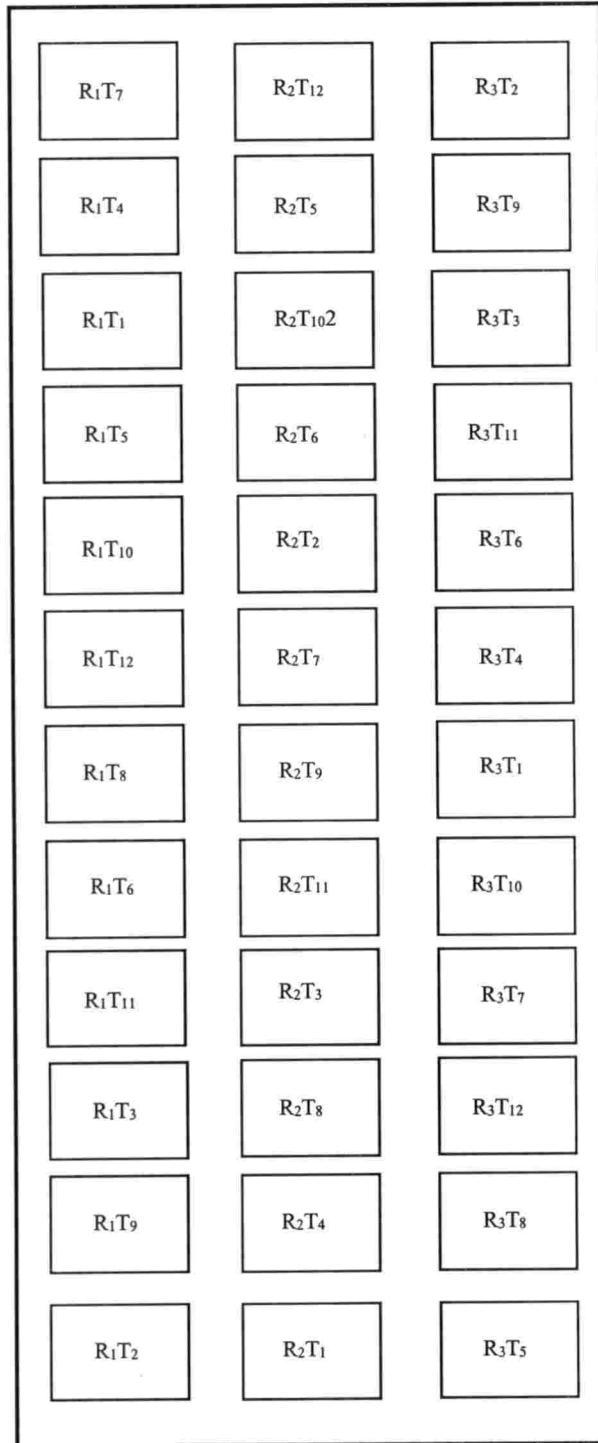 R₁T₇ R₂T₁₂ R₃T₂
R₁T₄ R₂T₅ R₃T₉
R₁T₁ R₂T₁₀2 R₃T₃
R₁T₅ R₂T₆ R₃T₁₁
R₁T₁₀ R₂T₂ R₃T₆
R₁T₁₂ R₂T₇ R₃T₄
R₁T₈ R₂T₉ R₃T₁
R₁T₆ R₂T₁₁ R₃T₁₀
R₁T₁₁ R₂T₃ R₃T₇
R₁T₃ R₂T₈ R₃T₁₂
R₁T₉ R₂T₄ R₃T₈
R₁T₂ R₂T₁ R₃T₅